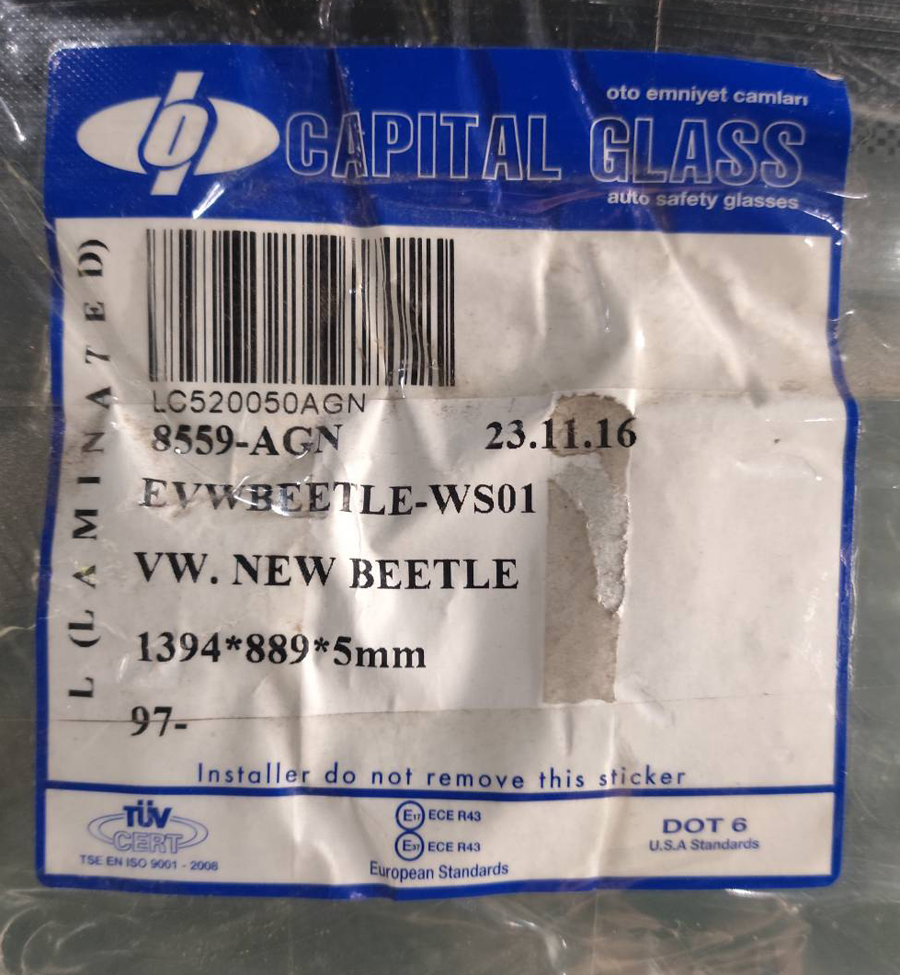 oto emniyet camları
CAPITAL GLASS
auto safety glasses
L (L A M I N A T E D)
LC520050AGN
8559-AGN 23.11.16
EVWBEETLE-WS01
VW. NEW BEETLE
1394*889*5mm
97-
Installer do not remove this sticker
TÜV
CERT
TSE EN ISO 9001 - 2008
E17 ECE R43
E37 ECE R43
European Standards
DOT 6
U.S.A Standards